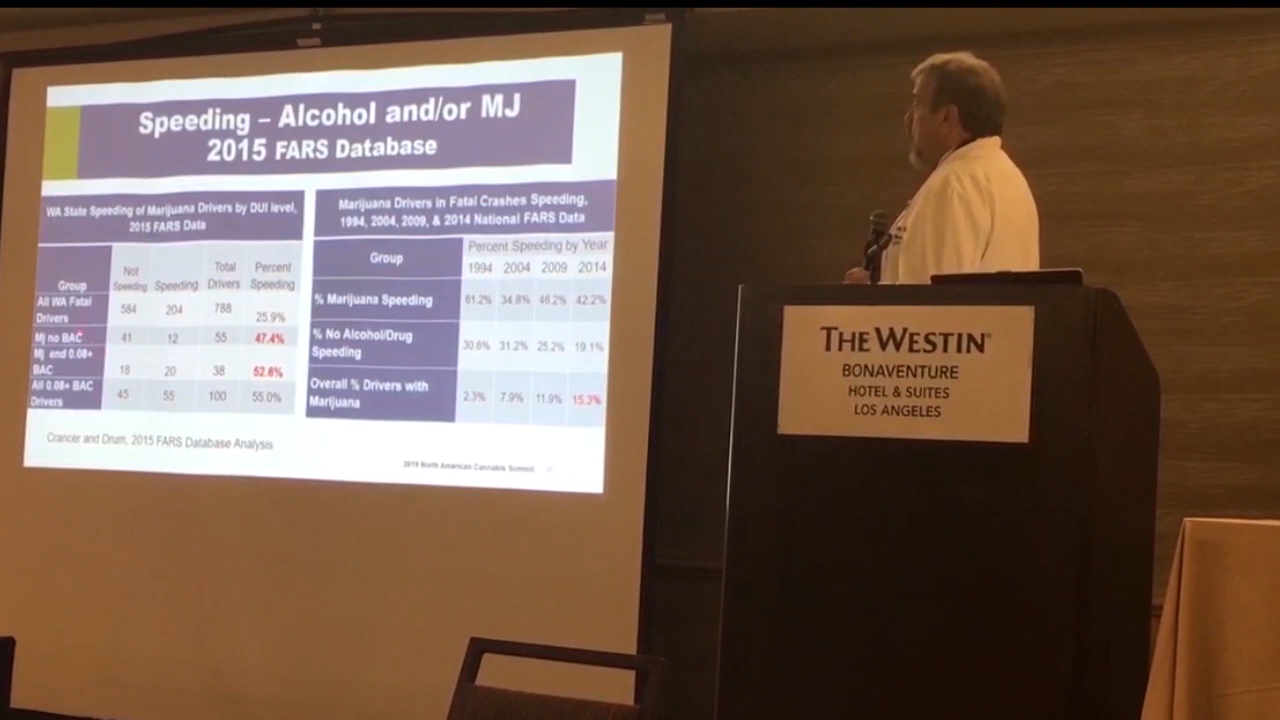 Speeding – Alcohol and/or MJ
2015 FARS Database
WA State Speeding of Marijuana Drivers by DUI level,
2015 FARS Data
Group Not Speeding Speeding Total Drivers Percent Speeding
All WA Fatal Drivers 584 204 788 25.9%
Mj no BAC 41 12 55 47.4%
Mj and 0.08+ BAC 18 20 38 52.6%
All 0.08+ BAC Drivers 45 55 100 55.0%
Marijuana Drivers in Fatal Crashes Speeding,
1994, 2004, 2009, & 2014 National FARS Data
Group Percent Speeding by Year
1994 2004 2009 2014
% Marijuana Speeding 61.2% 34.8% 46.2% 42.2%
% No Alcohol/Drug Speeding 30.6% 31.2% 25.2% 19.1%
Overall % Drivers with Marijuana 2.3% 7.9% 11.9% 15.3%
Crancer and Drum, 2015 FARS Database Analysis
North American Cannabis Summit
THE WESTIN
BONAVENTURE
HOTEL & SUITES
LOS ANGELES